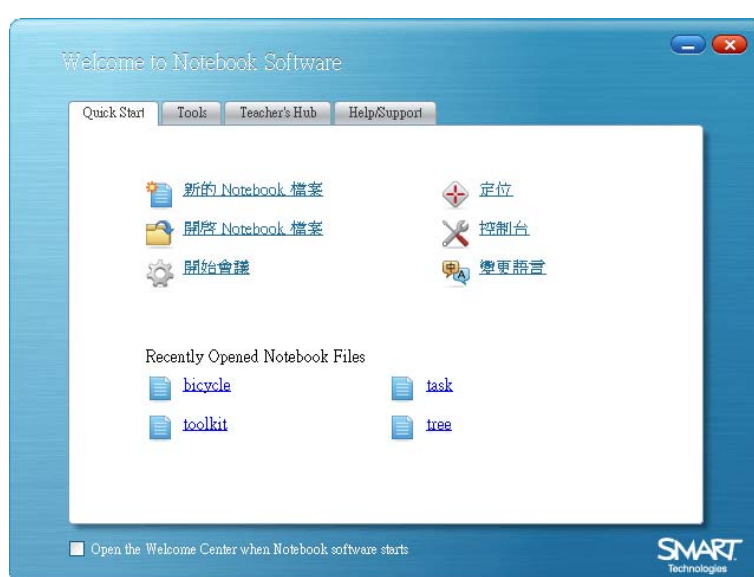 Welcome to Notebook Software
Quick Start Tools Teacher's Hub Help/Support
新的 Notebook 檔案
定位
開啓 Notebook 檔案
控制台
開始會議
變更語言
Recently Opened Notebook Files
bicycle
task
toolkit
tree
Open the Welcome Center when Notebook software starts
SMART
Technologies